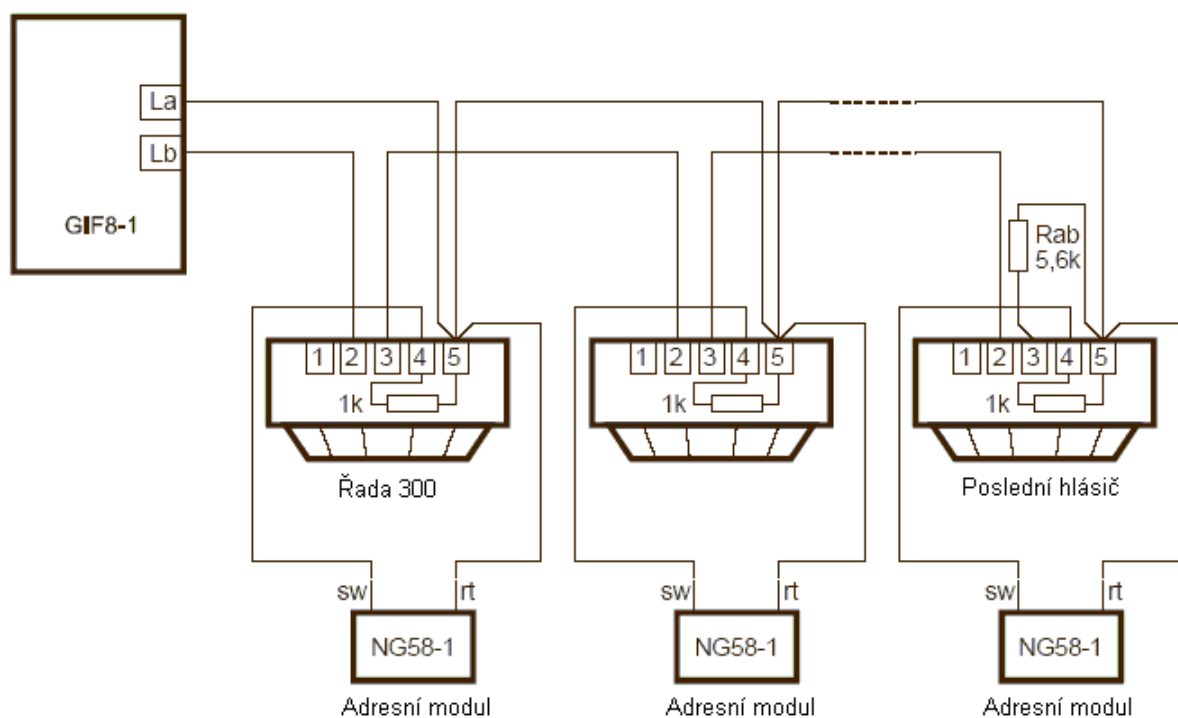 La
Lb
GIF8-1
Rab
5,6k
1 2 3 4 5
1k
1 2 3 4 5
1k
1 2 3 4 5
1k
Řada 300
Poslední hlásič
sw rt
sw rt
sw rt
NG58-1
NG58-1
NG58-1
Adresní modul
Adresní modul
Adresní modul